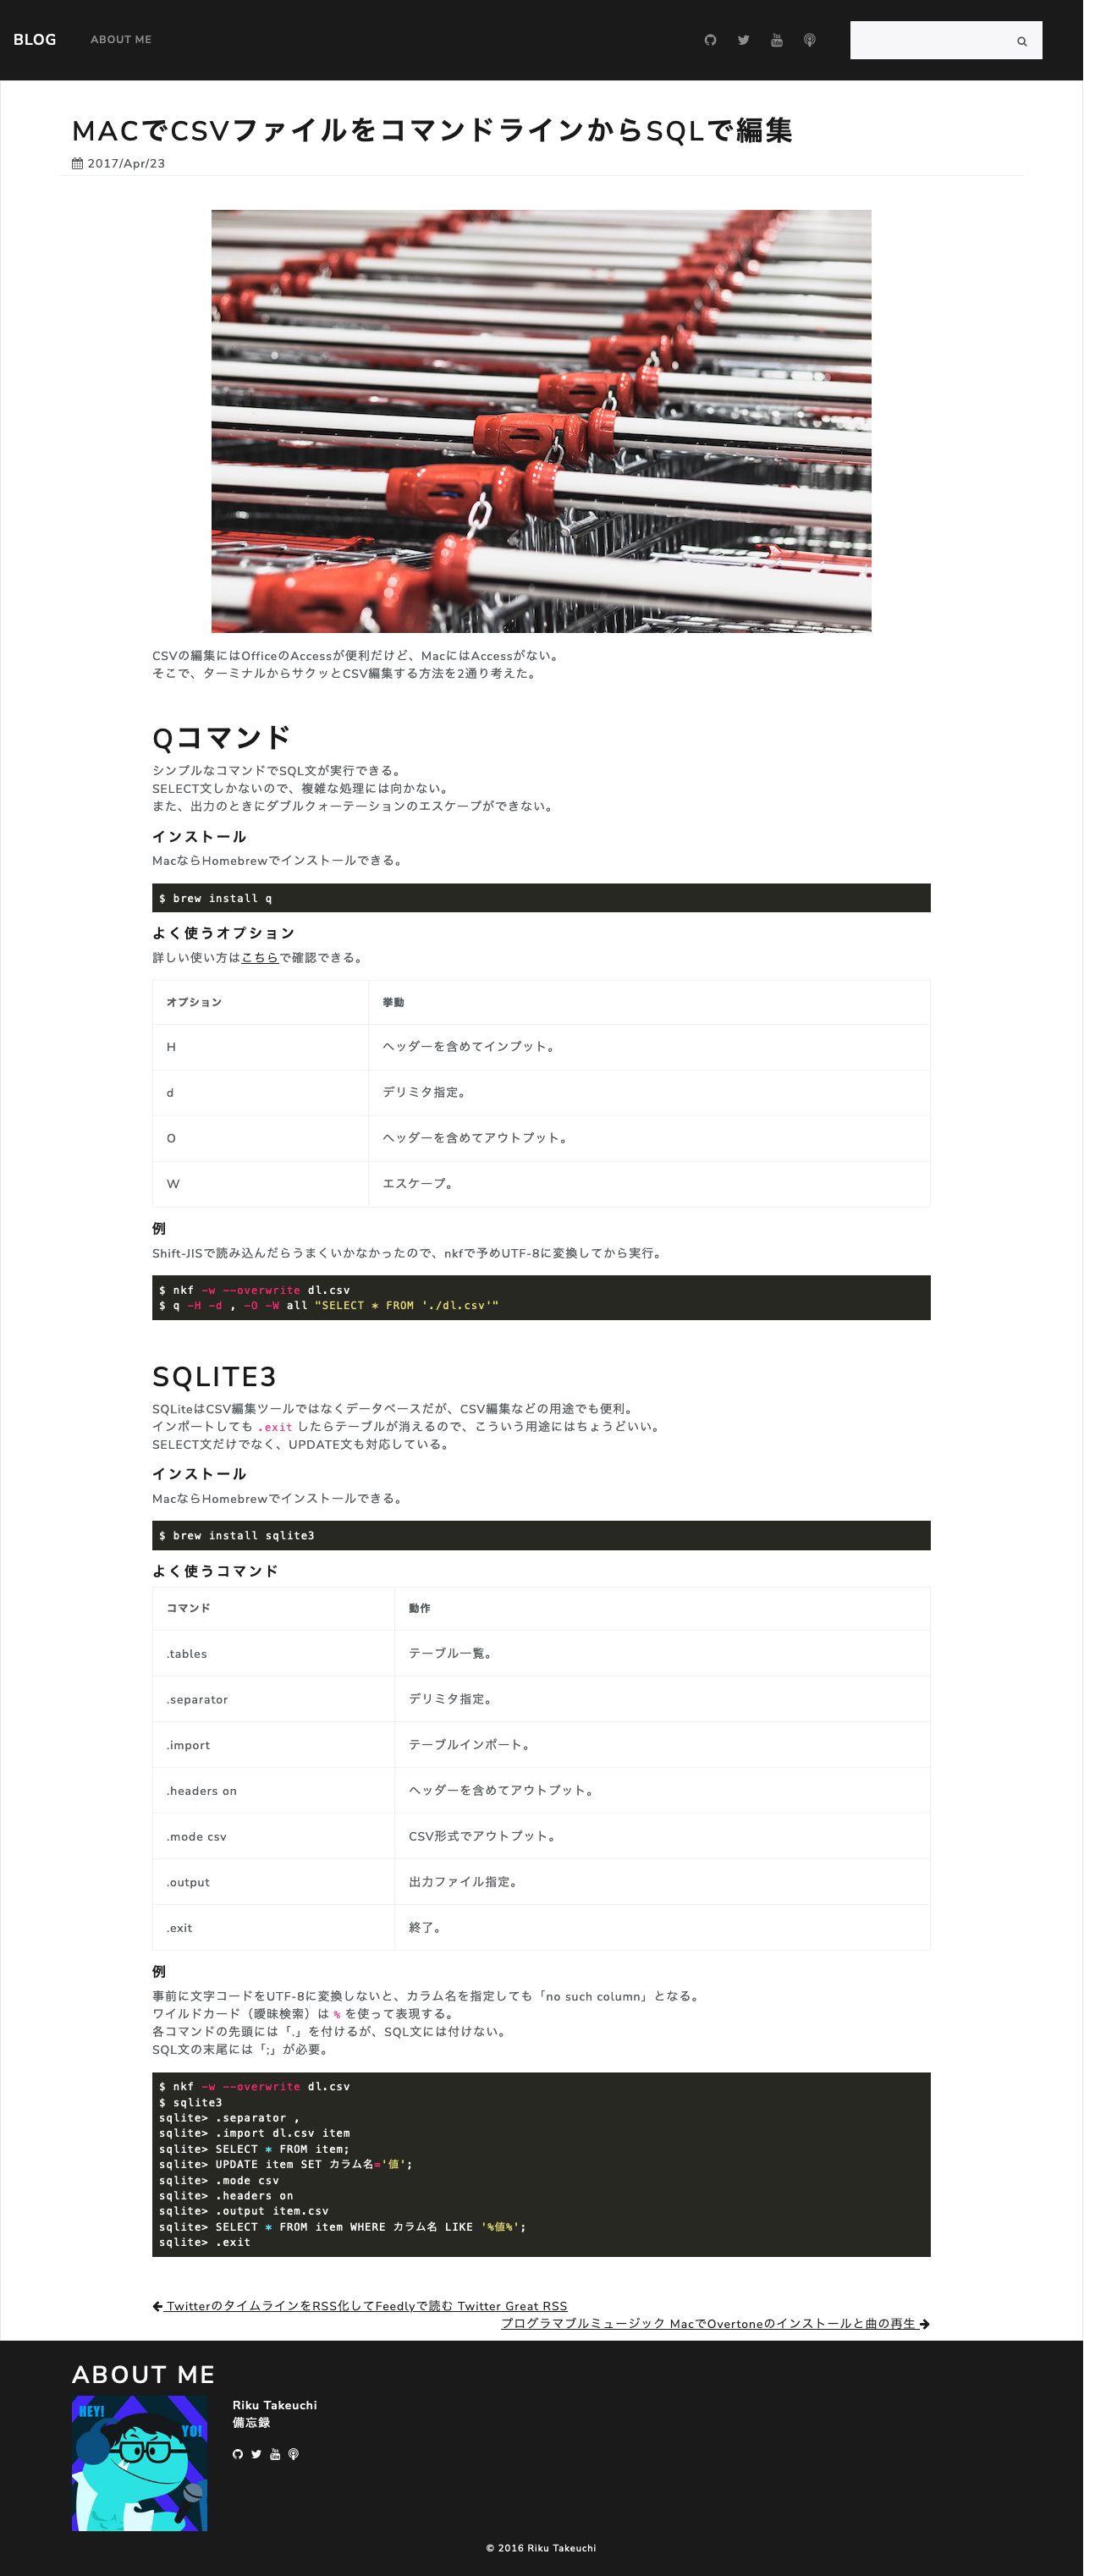 BLOG
ABOUT ME
MACでCSVファイルをコマンドラインからSQLで編集
2017/Apr/23
CSVの編集にはOfficeのAccessが便利だけど、MacにはAccessがない。
そこで、ターミナルからサクッとCSV編集する方法を2通り考えた。
Qコマンド
シンプルなコマンドでSQL文が実行できる。
SELECT文しかないので、複雑な処理には向かない。
また、出力のときにダブルクォーテーションのエスケープができない。
インストール
MacならHomebrewでインストールできる。
$ brew install q
よく使うオプション
詳しい使い方はこちらで確認できる。
オプション 挙動
H ヘッダーを含めてインプット。
d デリミタ指定。
O ヘッダーを含めてアウトプット。
W エスケープ。
例
Shift-JISで読み込んだらうまくいかなかったので、nkfで予めUTF-8に変換してから実行。
$ nkf -w --overwrite dl.csv
$ q -H -d , -O -W all "SELECT * FROM './dl.csv'"
SQLITE3
SQLiteはCSV編集ツールではなくデータベースだが、CSV編集などの用途でも便利。
インポートしても .exit したらテーブルが消えるので、こういう用途にはちょうどいい。
SELECT文だけでなく、UPDATE文も対応している。
インストール
MacならHomebrewでインストールできる。
$ brew install sqlite3
よく使うコマンド
コマンド 動作
.tables テーブル一覧。
.separator デリミタ指定。
.import テーブルインポート。
.headers on ヘッダーを含めてアウトプット。
.mode csv CSV形式でアウトプット。
.output 出力ファイル指定。
.exit 終了。
例
事前に文字コードをUTF-8に変換しないと、カラム名を指定しても「no such column」となる。
ワイルドカード（曖昧検索）は % を使って表現する。
各コマンドの先頭には「.」を付けるが、SQL文には付けない。
SQL文の末尾には「;」が必要。
$ nkf -w --overwrite dl.csv
$ sqlite3
sqlite> .separator ,
sqlite> .import dl.csv item
sqlite> SELECT * FROM item;
sqlite> UPDATE item SET カラム名='値';
sqlite> .mode csv
sqlite> .headers on
sqlite> .output item.csv
sqlite> SELECT * FROM item WHERE カラム名 LIKE '%値%';
sqlite> .exit
TwitterのタイムラインをRSS化してFeedlyで読む Twitter Great RSS
プログラマブルミュージック MacでOvertoneのインストールと曲の再生
ABOUT ME
HEY!
YO!
Riku Takeuchi
備忘録
© 2016 Riku Takeuchi